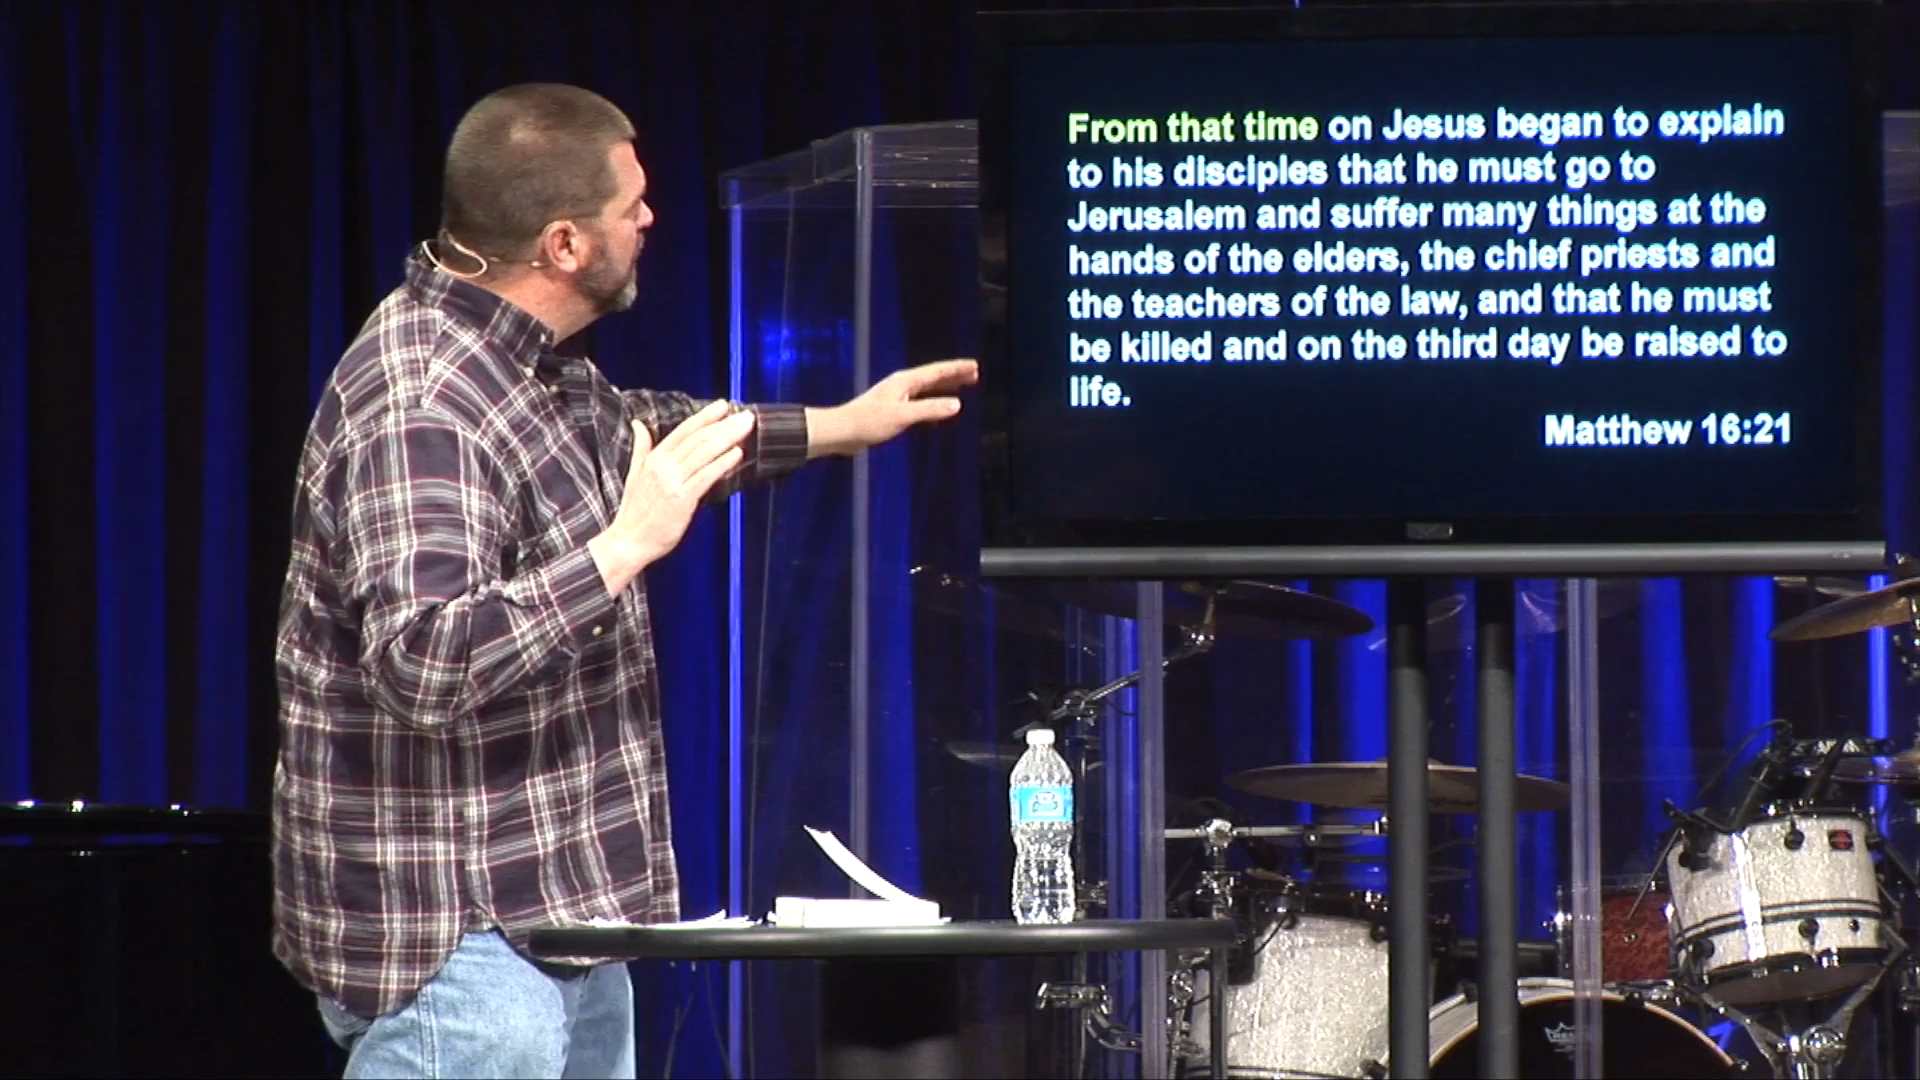 From that time on Jesus began to explain
to his disciples that he must go to
Jerusalem and suffer many things at the
hands of the elders, the chief priests and
the teachers of the law, and that he must
be killed and on the third day be raised to
life.
Matthew 16:21